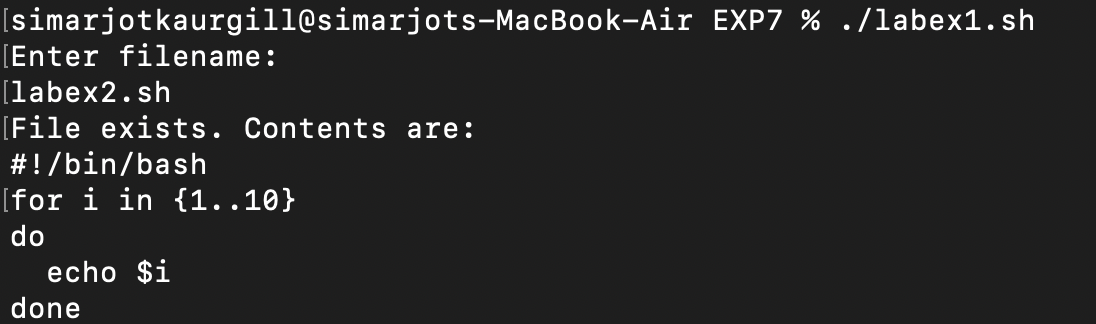 [simarjotkaurgill@simarjots-MacBook-Air EXP7 % ./labex1.sh
[Enter filename:
[labex2.sh
[File exists. Contents are:
#!/bin/bash
[for i in {1..10}
do
  echo $i
done